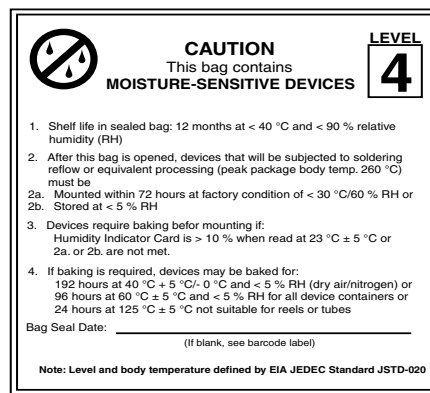 LEVEL
4
CAUTION
This bag contains
MOISTURE-SENSITIVE DEVICES
1. Shelf life in sealed bag: 12 months at < 40 °C and < 90 % relative
humidity (RH)
2. After this bag is opened, devices that will be subjected to soldering
reflow or equivalent processing (peak package body temp. 260 °C)
must be
2a. Mounted within 72 hours at factory condition of < 30 °C/60 % RH or
2b. Stored at < 5 % RH
3. Devices require baking befor mounting if:
Humidity Indicator Card is > 10 % when read at 23 °C ± 5 °C or
2a. or 2b. are not met.
4. If baking is required, devices may be baked for:
192 hours at 40 °C + 5 °C/- 0 °C and < 5 % RH (dry air/nitrogen) or
96 hours at 60 °C ± 5 °C and < 5 % RH for all device containers or
24 hours at 125 °C ± 5 °C not suitable for reels or tubes
Bag Seal Date:
(If blank, see barcode label)
Note: Level and body temperature defined by EIA JEDEC Standard JSTD-020